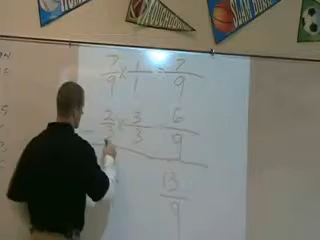 7/9 x 1/1 = 7/9
2/3 x 3/3 = 6/9
13/9